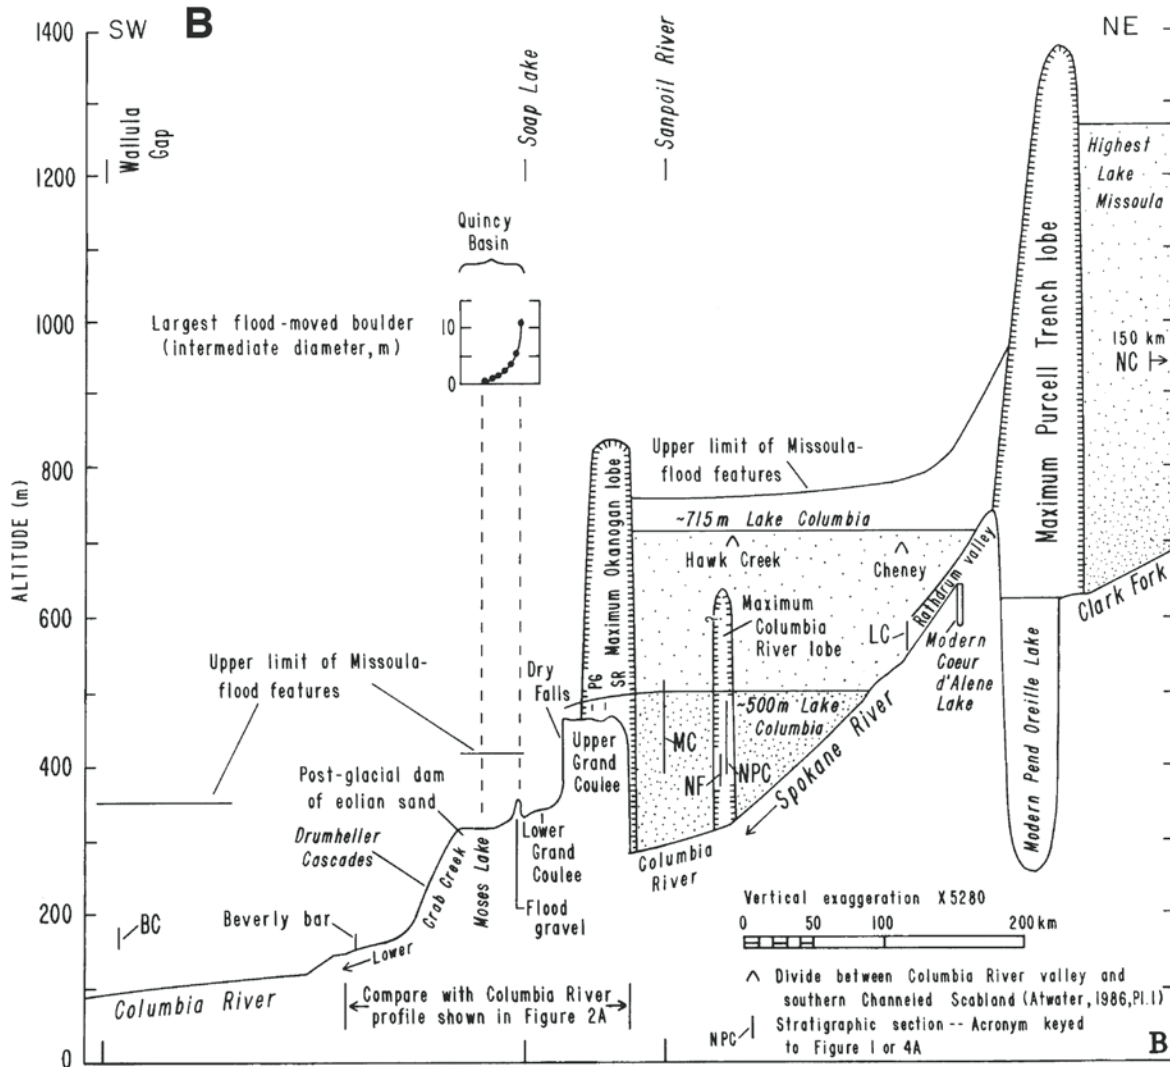 B
SW
NE
1400
1200
1000
800
600
400
200
0
ALTITUDE (m)
Wallula
Gap
Soap Lake
Sanpoil River
Quincy
Basin
Largest flood-moved boulder
(intermediate diameter, m)
10
0
Highest
Lake
Missoula
150 km
NC
Maximum Purcell Trench lobe
Upper limit of Missoula-
flood features
~715m Lake Columbia
Hawk Creek
Cheney
Maximum Okanogan lobe
PG
SR
Maximum
Columbia
River lobe
?
LC
Rathdrum valley
Modern
Coeur
d'Alene
Lake
Clark Fork
Modern Pend Oreille Lake
Upper limit of Missoula-
flood features
Dry
Falls
~500m Lake
Columbia
Upper
Grand
Coulee
MC
NF
NPC
Spokane River
Post-glacial dam
of eolian sand
Drumheller
Cascades
Crab Creek
Moses Lake
Lower
Grand
Coulee
Columbia
River
Flood
gravel
BC
Beverly bar
Lower
Columbia River
Compare with Columbia River
profile shown in Figure 2A
Vertical exaggeration X5280
0 50 100 200 km
^ Divide between Columbia River valley and
southern Channeled Scabland (Atwater, 1986, Pl.1)
NPC| Stratigraphic section -- Acronym keyed
to Figure 1 or 4A
B